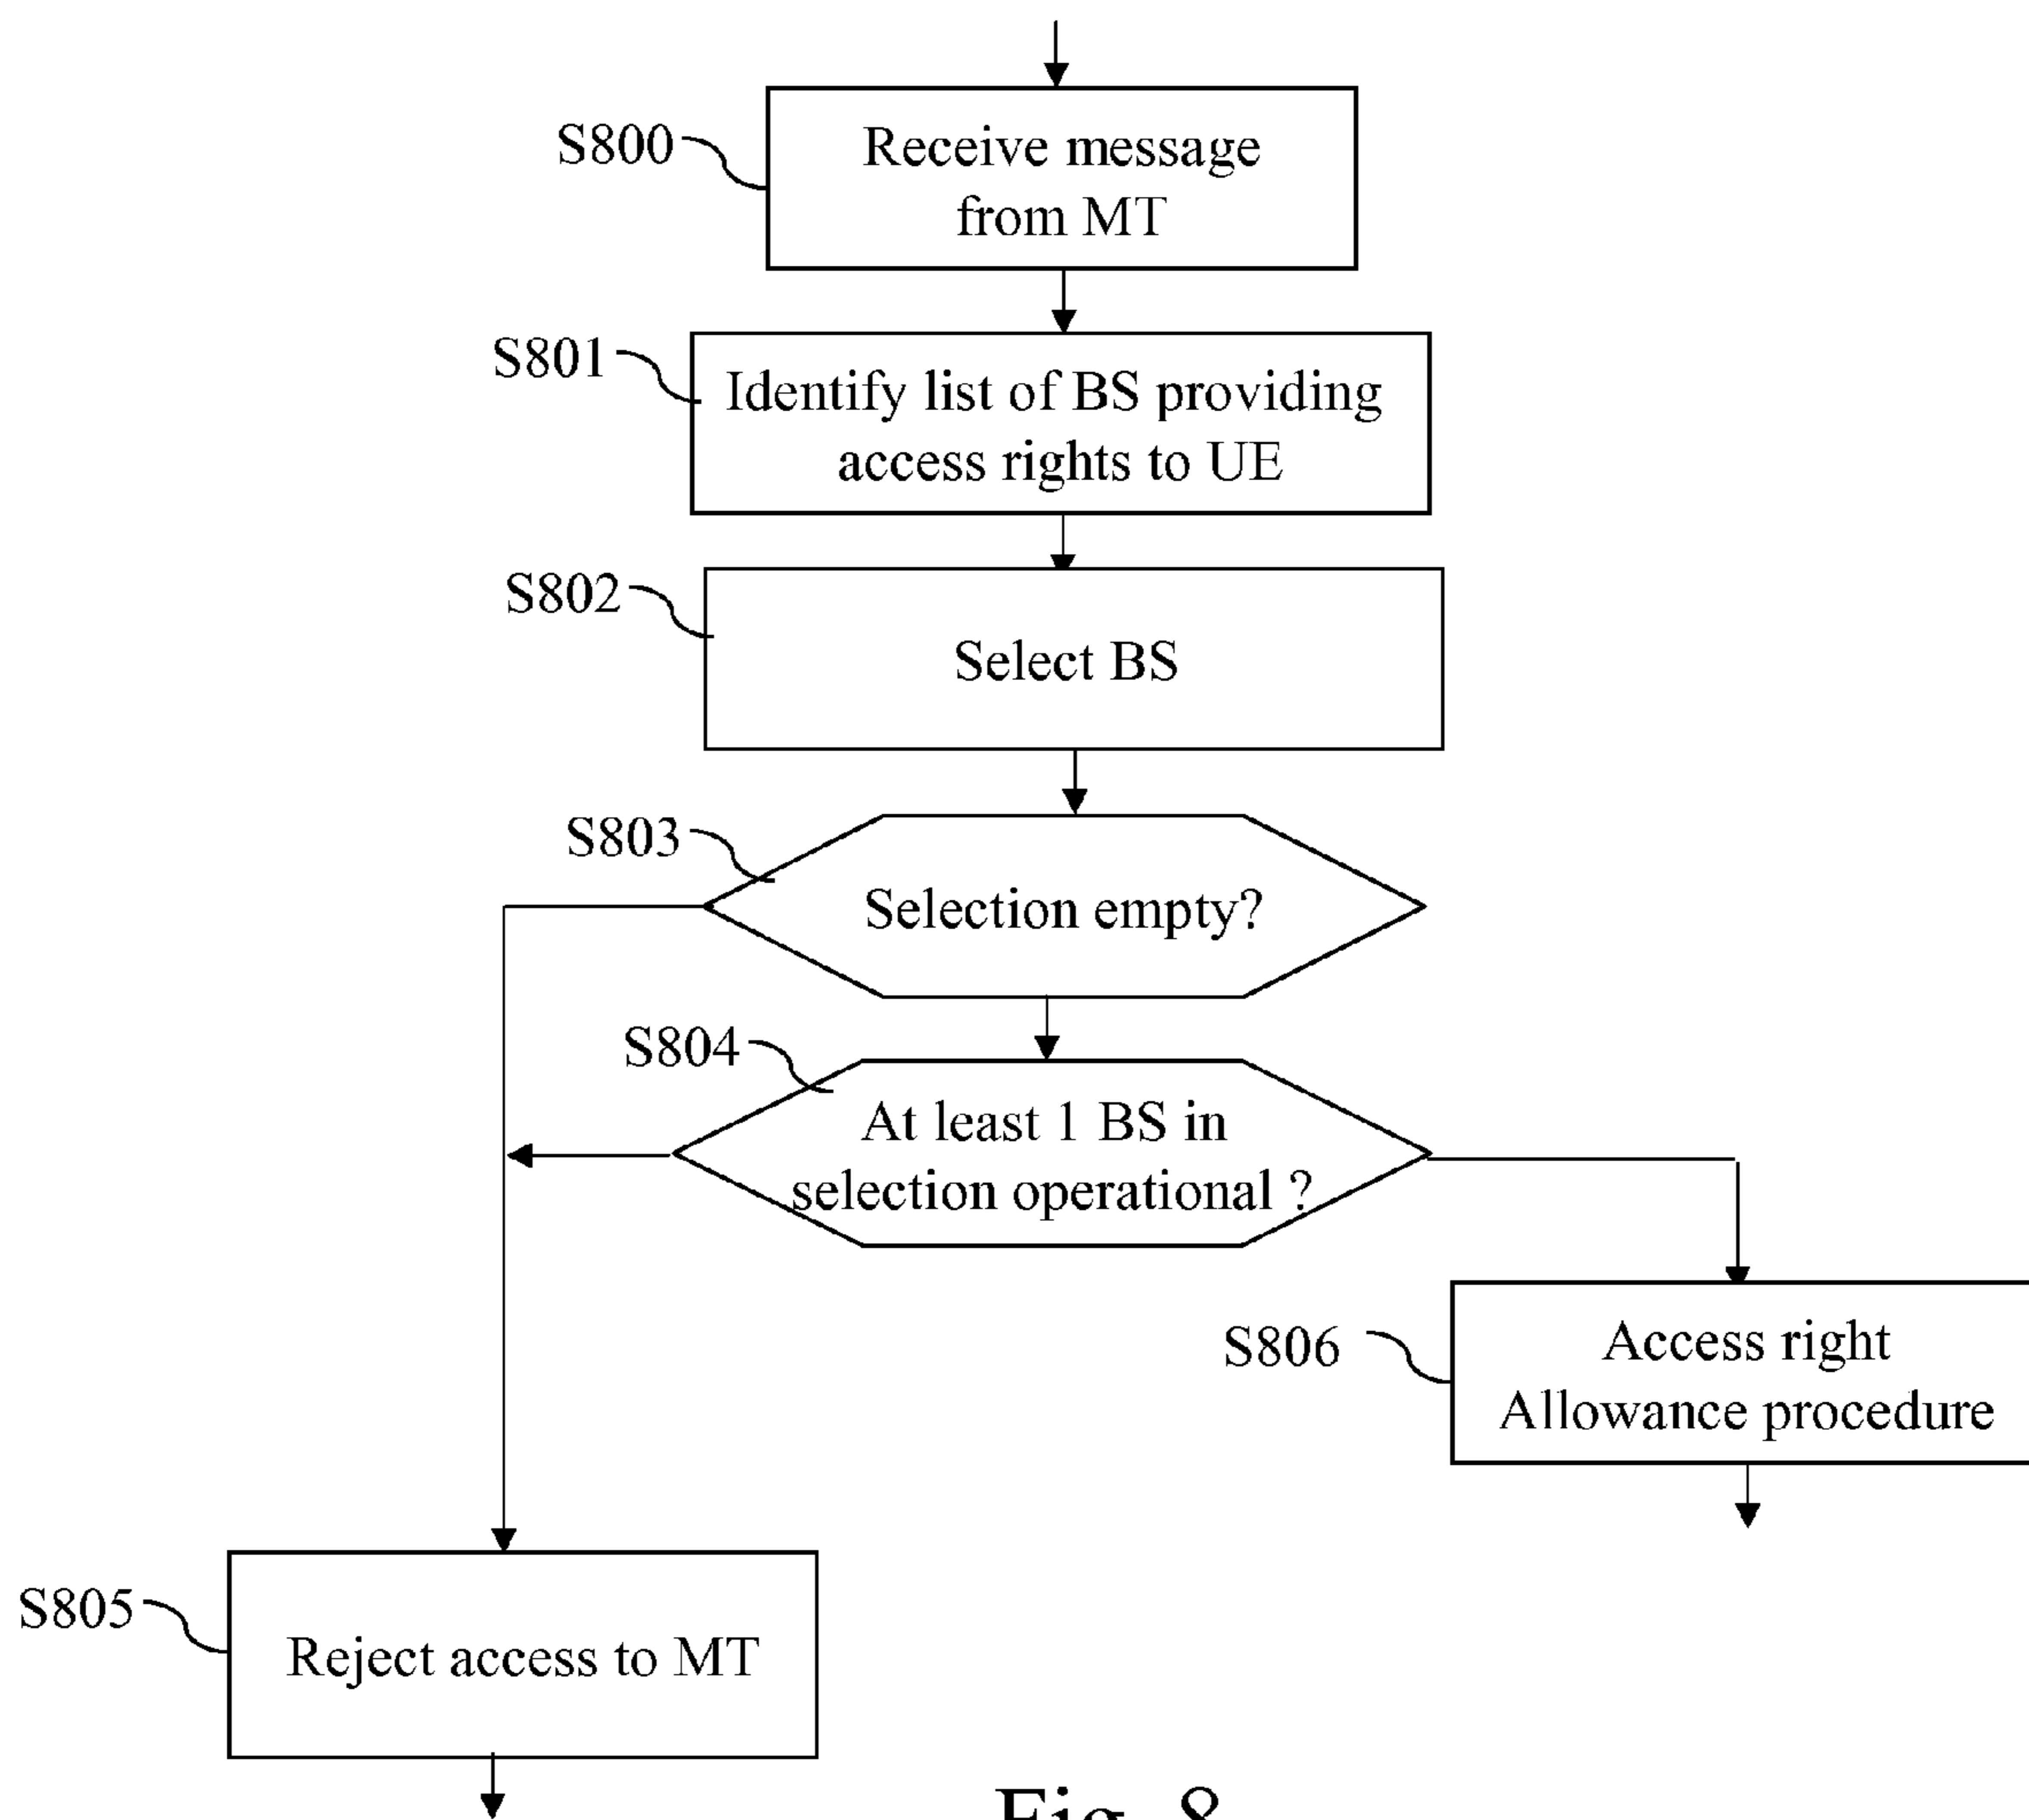 S800
Receive message
from MT
S801
Identify list of BS providing
access rights to UE
S802
Select BS
S803
Selection empty?
S804
At least 1 BS in
selection operational ?
S806
Access right
Allowance procedure
S805
Reject access to MT
Fig. 8